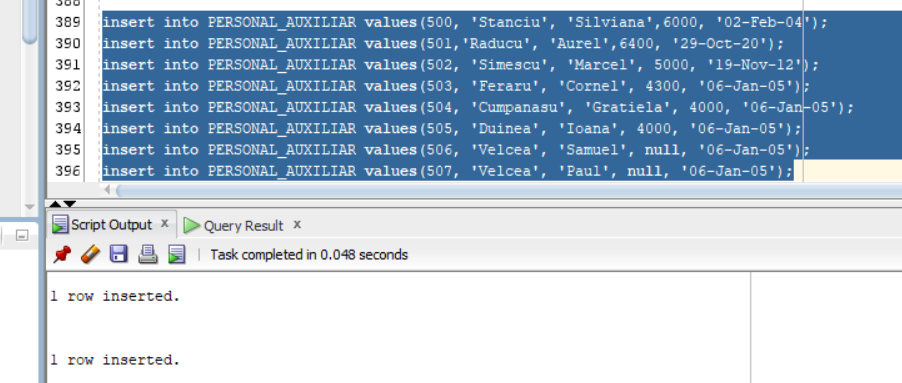 388
389 insert into PERSONAL_AUXILIAR values(500, 'Stanciu', 'Silviana',6000, '02-Feb-04');
390 insert into PERSONAL_AUXILIAR values(501,'Raducu', 'Aurel',6400, '29-Oct-20');
391 insert into PERSONAL_AUXILIAR values(502, 'Simescu', 'Marcel', 5000, '19-Nov-12');
392 insert into PERSONAL_AUXILIAR values(503, 'Feraru', 'Cornel', 4300, '06-Jan-05');
393 insert into PERSONAL_AUXILIAR values(504, 'Cumpanasu', 'Gratiela', 4000, '06-Jan-05');
394 insert into PERSONAL_AUXILIAR values(505, 'Duinea', 'Ioana', 4000, '06-Jan-05');
395 insert into PERSONAL_AUXILIAR values(506, 'Velcea', 'Samuel', null, '06-Jan-05');
396 insert into PERSONAL_AUXILIAR values(507, 'Velcea', 'Paul', null, '06-Jan-05');
Script Output x Query Result x
Task completed in 0.048 seconds
1 row inserted.
1 row inserted.